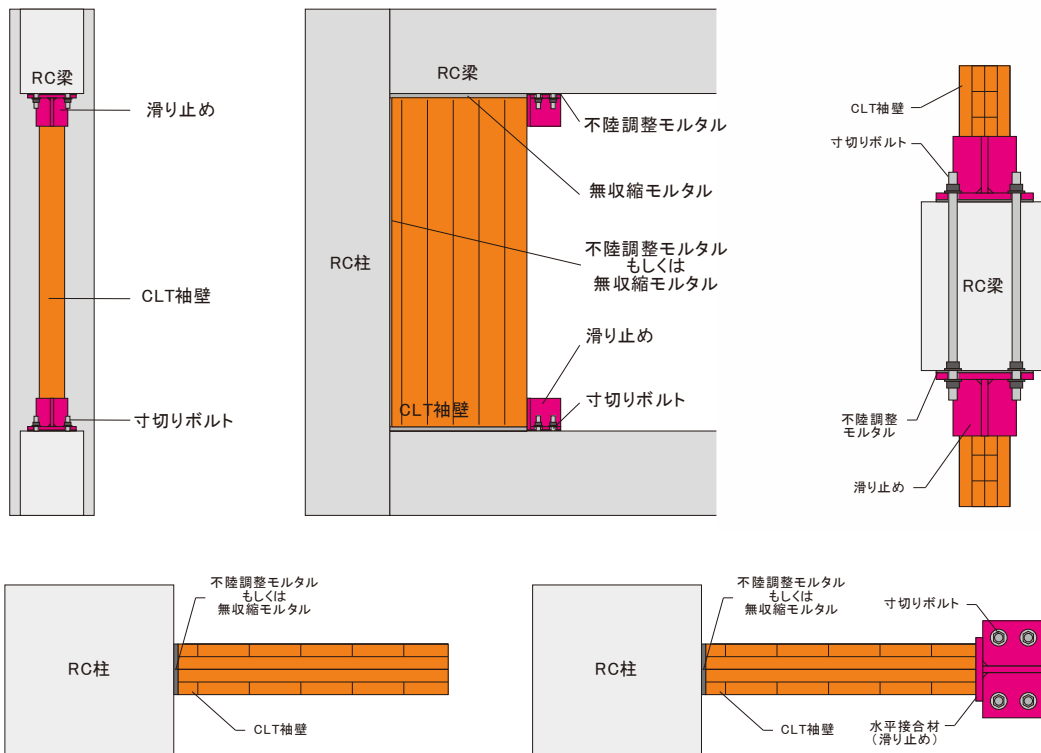 RC梁
滑り止め
CLT袖壁
寸切りボルト
RC梁
不陸調整モルタル
無収縮モルタル
RC柱
不陸調整モルタル
もしくは
無収縮モルタル
滑り止め
CLT袖壁
寸切りボルト
CLT袖壁
寸切りボルト
RC梁
不陸調整
モルタル
滑り止め
不陸調整モルタル
もしくは
無収縮モルタル
RC柱
CLT袖壁
不陸調整モルタル
もしくは
無収縮モルタル
寸切りボルト
RC柱
CLT袖壁
水平接合材
(滑り止め)